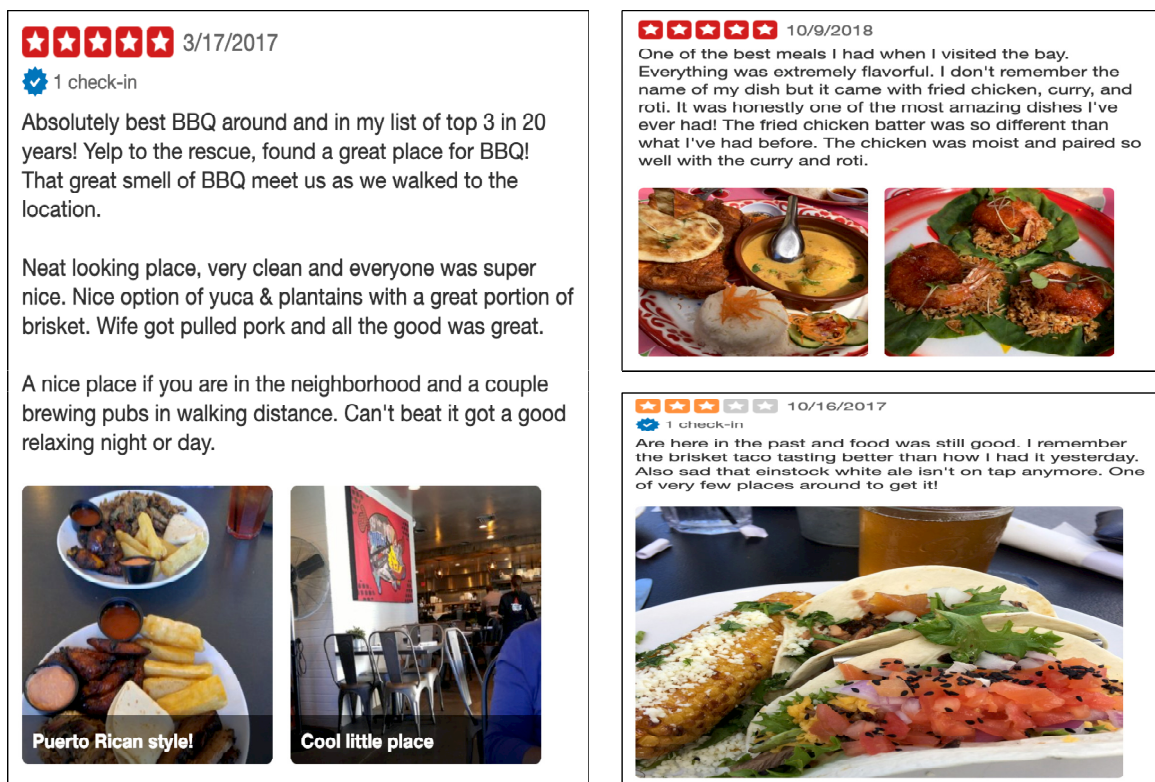 3/17/2017
1 check-in
Absolutely best BBQ around and in my list of top 3 in 20
years! Yelp to the rescue, found a great place for BBQ!
That great smell of BBQ meet us as we walked to the
location.
Neat looking place, very clean and everyone was super
nice. Nice option of yuca & plantains with a great portion of
brisket. Wife got pulled pork and all the good was great.
A nice place if you are in the neighborhood and a couple
brewing pubs in walking distance. Can't beat it got a good
relaxing night or day.
Puerto Rican style!
Cool little place
10/9/2018
One of the best meals I had when I visited the bay.
Everything was extremely flavorful. I don't remember the
name of my dish but it came with fried chicken, curry, and
roti. It was honestly one of the most amazing dishes I've
ever had! The fried chicken batter was so different than
what I've had before. The chicken was moist and paired so
well with the curry and roti.
10/16/2017
1 check-in
Are here in the past and food was still good. I remember
the brisket taco tasting better than how I had it yesterday.
Also sad that einstock white ale isn't on tap anymore. One
of very few places around to get it!